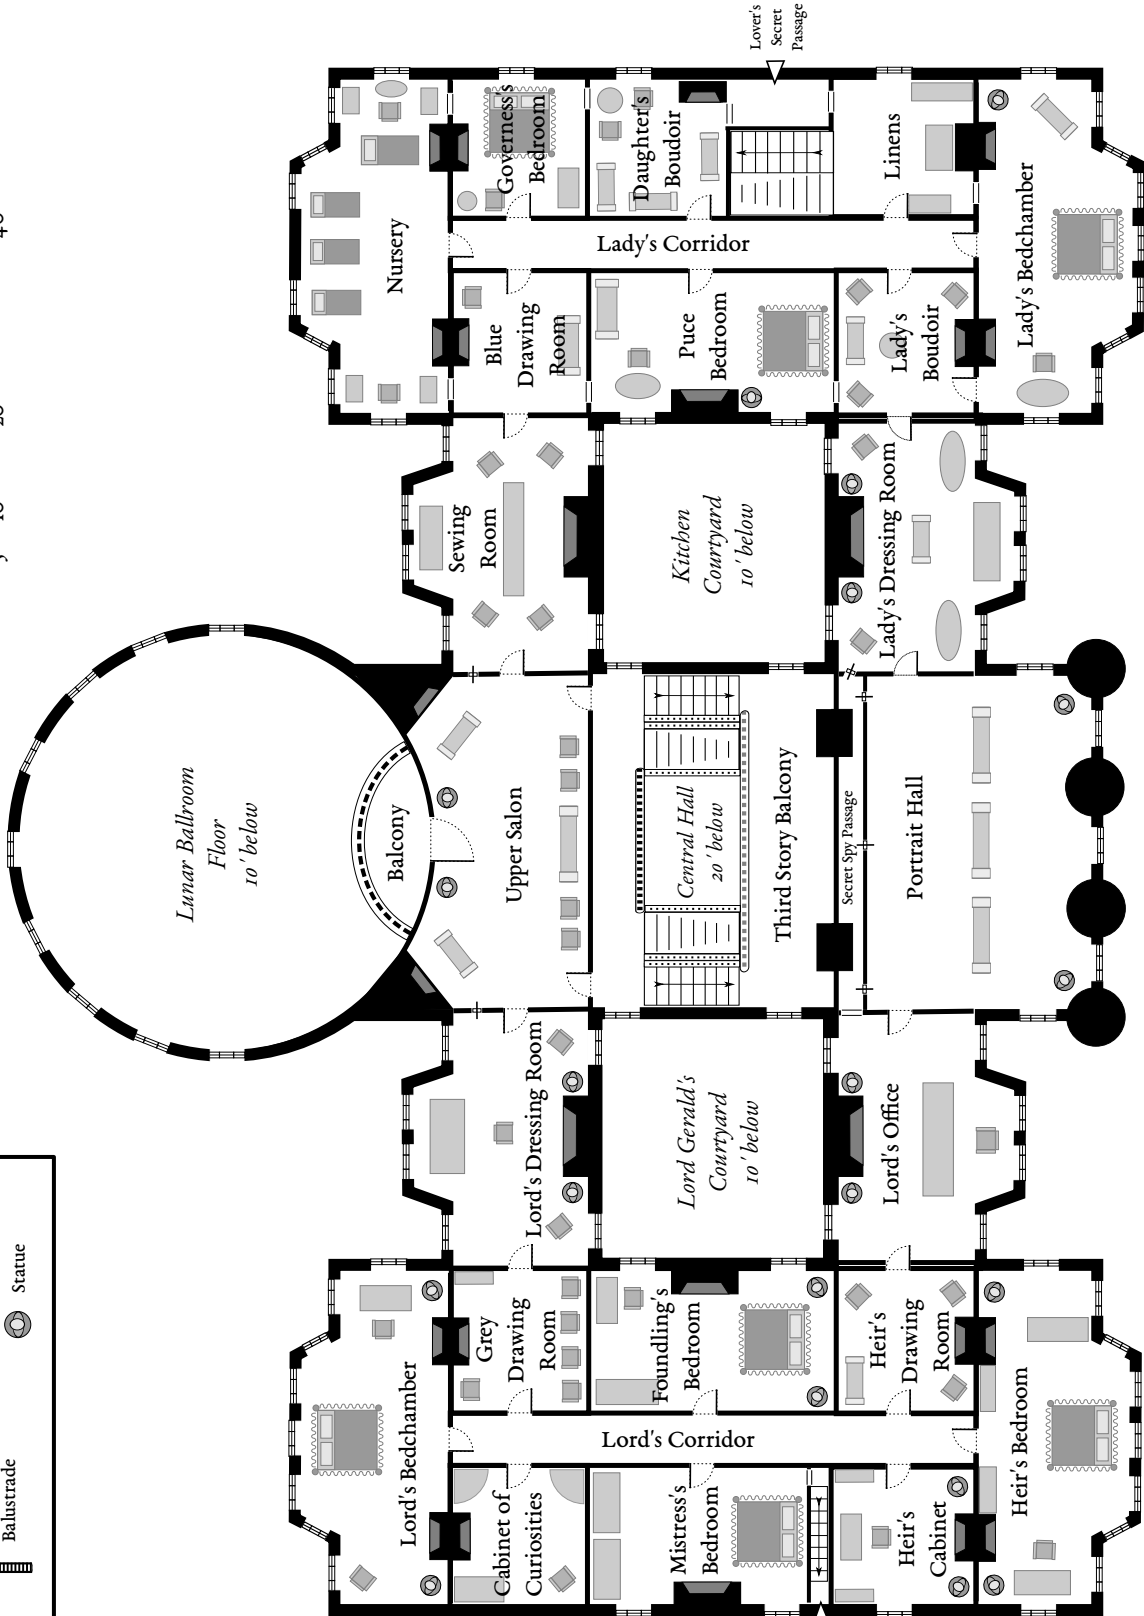 Lover's
Secret
Passage
Governess's
Bedroom
Daughter's
Boudoir
Linens
Nursery
Lady's Corridor
Lady's Bedchamber
Blue
Drawing
Room
Puce
Bedroom
Lady's
Boudoir
Sewing
Room
Kitchen
Courtyard
10' below
Lady's Dressing Room
Lunar Ballroom
Floor
10' below
Balcony
Upper Salon
Central Hall
20' below
Third Story Balcony
Secret Spy Passage
Portrait Hall
Lord's Dressing Room
Lord Gerald's
Courtyard
10' below
Lord's Office
Statue
Balustrade
Lord's Bedchamber
Grey
Drawing
Room
Foundling's
Bedroom
Heir's
Drawing
Room
Heir's Bedroom
Lord's Corridor
Cabinet of
Curiosities
Mistress's
Bedroom
Heir's
Cabinet